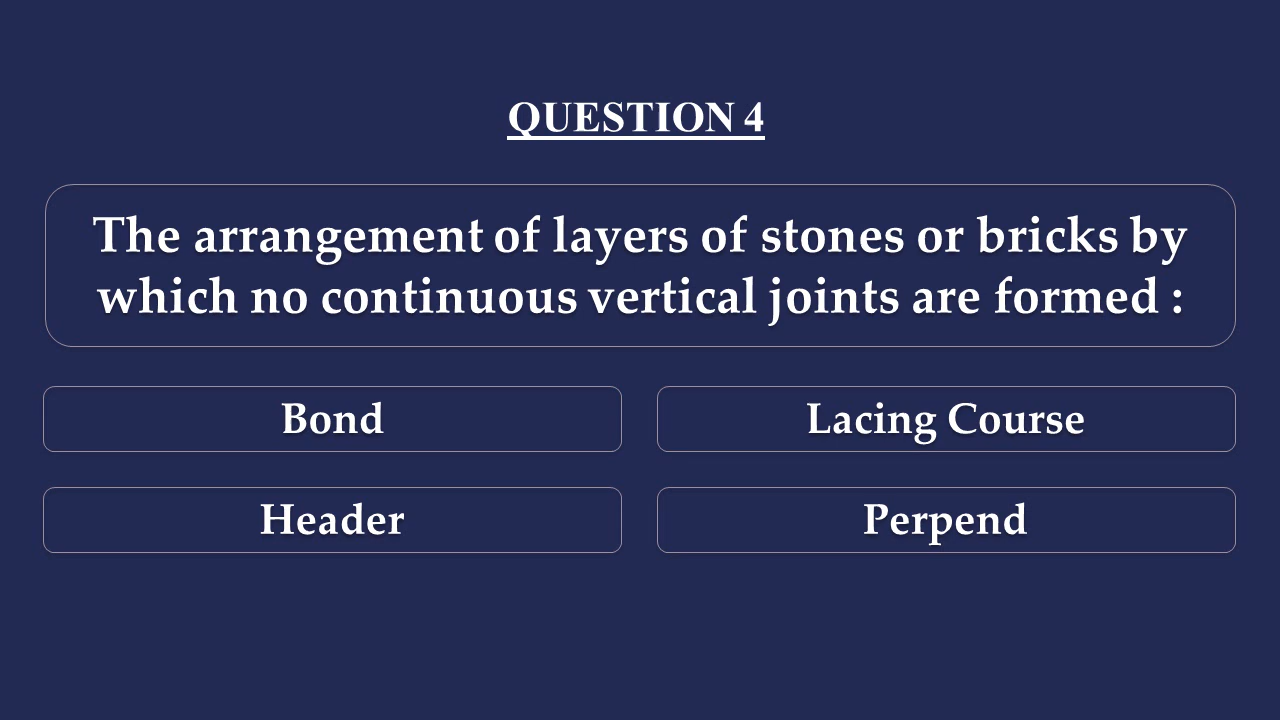 QUESTION 4
The arrangement of layers of stones or bricks by
which no continuous vertical joints are formed :
Bond
Lacing Course
Header
Perpend